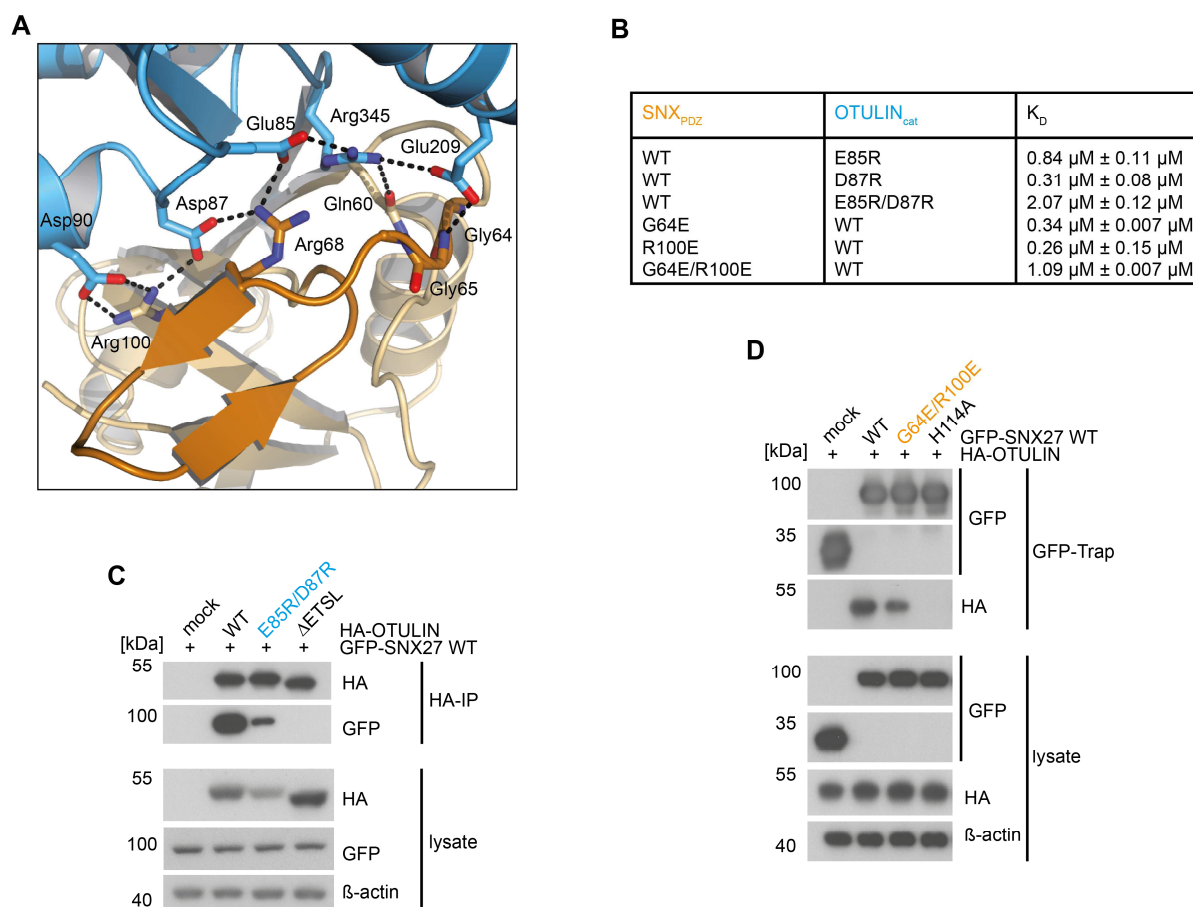 A
Glu85
Arg345
Glu209
Asp90
Asp87
Gln60
Arg68
Gly64
Gly65
Arg100
B
SNXPDZ OTULINcat KD
WT E85R 0.84 µM ± 0.11 µM
WT D87R 0.31 µM ± 0.08 µM
WT E85R/D87R 2.07 µM ± 0.12 µM
G64E WT 0.34 µM ± 0.007 µM
R100E WT 0.26 µM ± 0.15 µM
G64E/R100E WT 1.09 µM ± 0.007 µM
C
mock WT E85R/D87R ΔETSL
HA-OTULIN
[kDa] + + + + GFP-SNX27 WT
55 HA
100 GFP
HA-IP
55 HA
100 GFP
40 ß-actin
lysate
D
mock WT G64E/R100E H114A
GFP-SNX27 WT
[kDa] + + + + HA-OTULIN
100
35
GFP
55 HA
GFP-Trap
100
35
GFP
55 HA
40 ß-actin
lysate